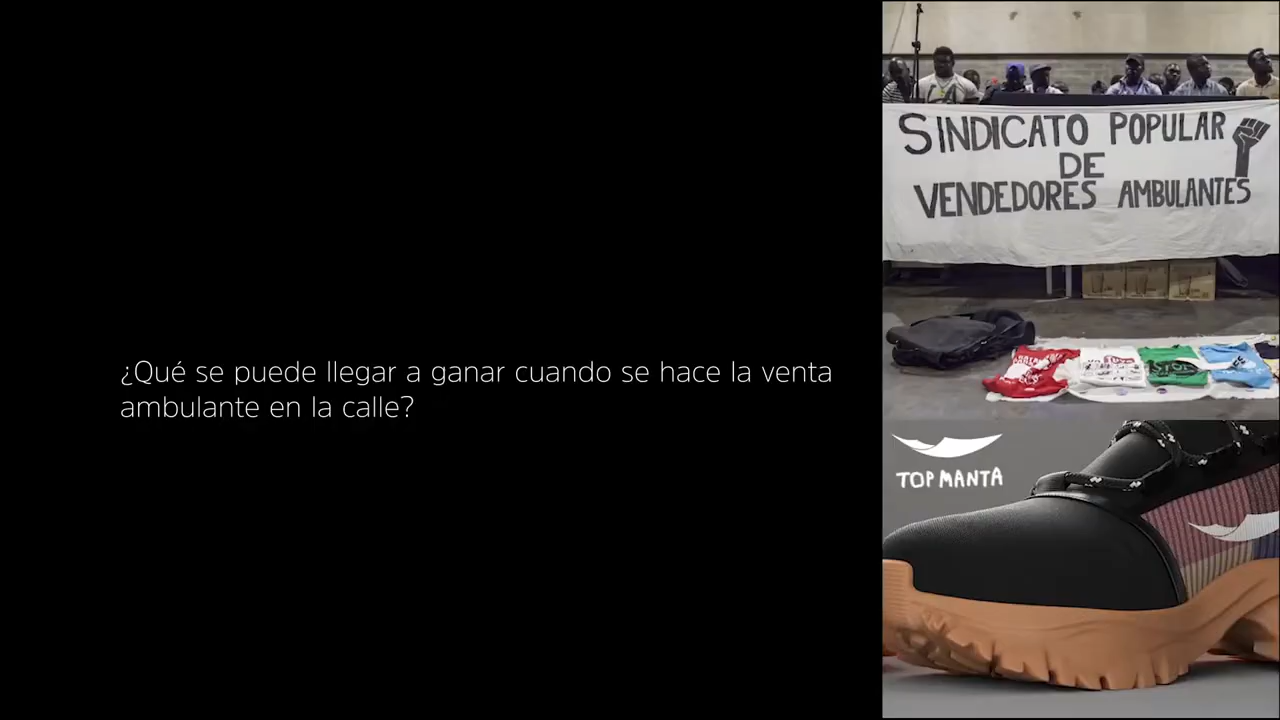 ¿Qué se puede llegar a ganar cuando se hace la venta
ambulante en la calle?
SINDICATO POPULAR
DE
VENDEDORES AMBULANTES
TOP MANTA